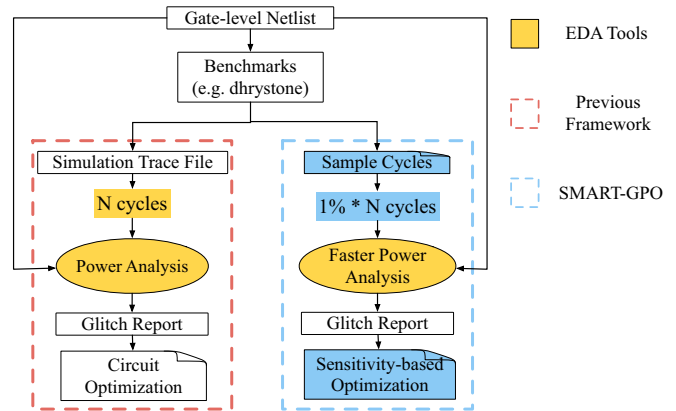 Gate-level Netlist
Benchmarks
(e.g. dhrystone)
Simulation Trace File
N cycles
Power Analysis
Glitch Report
Circuit
Optimization
Sample Cycles
1% * N cycles
Faster Power
Analysis
Glitch Report
Sensitivity-based
Optimization
EDA Tools
Previous
Framework
SMART-GPO